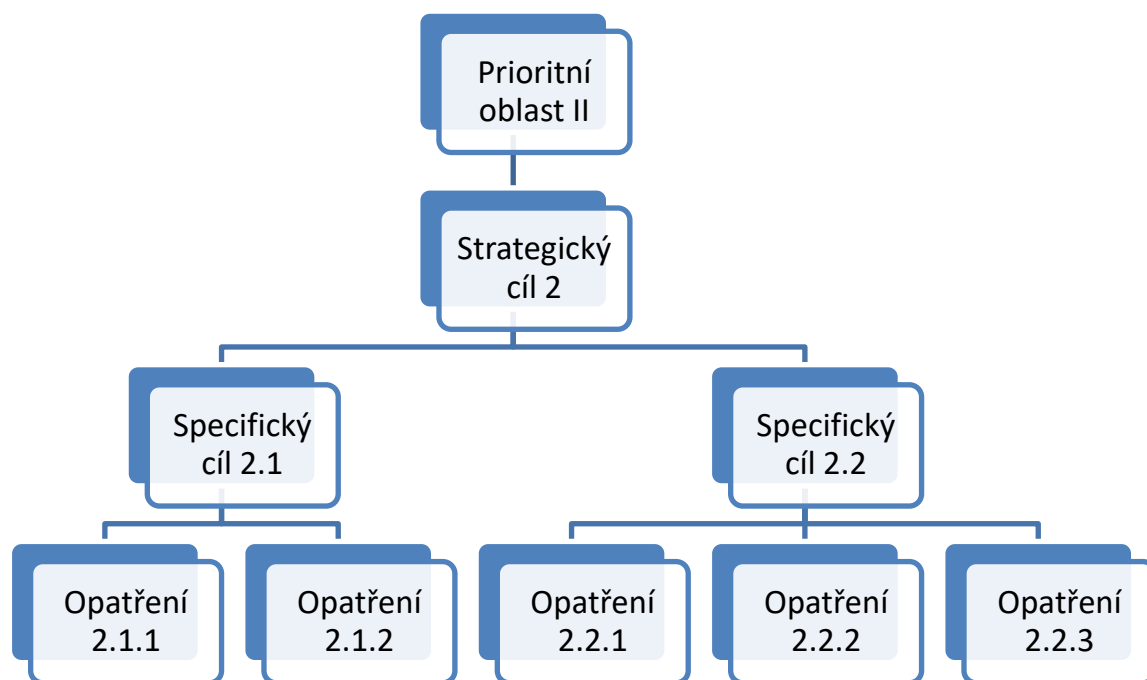 Prioritní
oblast II
Strategický
cíl 2
Specifický
cíl 2.1
Specifický
cíl 2.2
Opatření
2.1.1
Opatření
2.1.2
Opatření
2.2.1
Opatření
2.2.2
Opatření
2.2.3